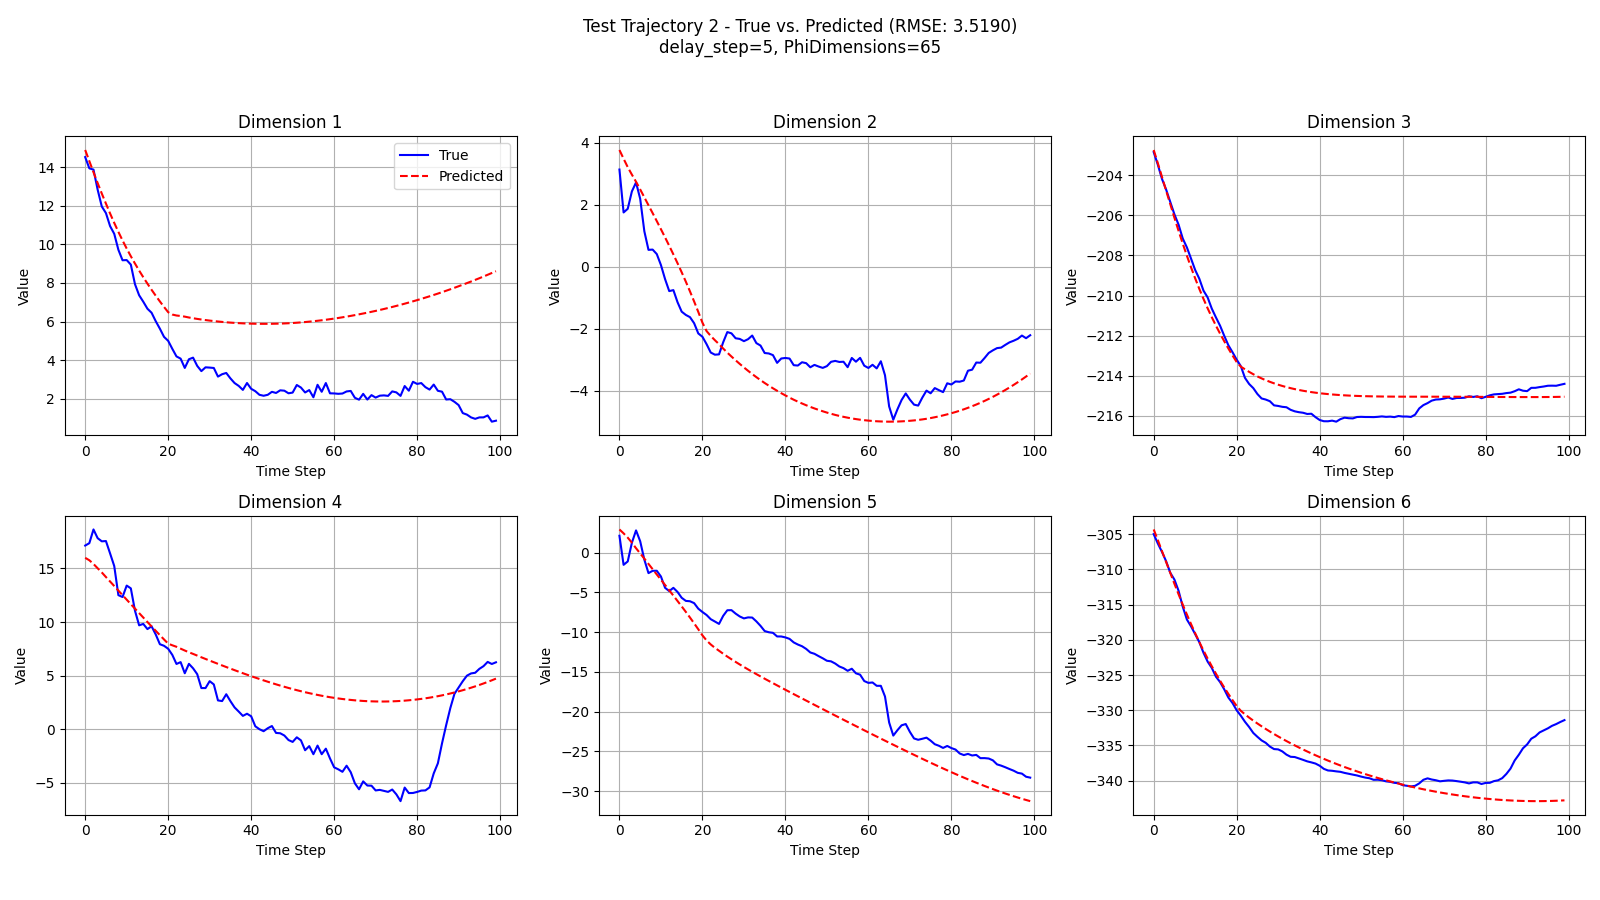 Test Trajectory 2 - True vs. Predicted (RMSE: 3.5190)
delay_step=5, PhiDimensions=65
Dimension 1
True
Predicted
14
12
10
8
6
4
2
Value
0 20 40 60 80 100
Time Step
Dimension 2
4
2
0
−2
−4
Value
0 20 40 60 80 100
Time Step
Dimension 3
−204
−206
−208
−210
−212
−214
−216
Value
0 20 40 60 80 100
Time Step
Dimension 4
15
10
5
0
−5
Value
0 20 40 60 80 100
Time Step
Dimension 5
0
−5
−10
−15
−20
−25
−30
Value
0 20 40 60 80 100
Time Step
Dimension 6
−305
−310
−315
−320
−325
−330
−335
−340
Value
0 20 40 60 80 100
Time Step